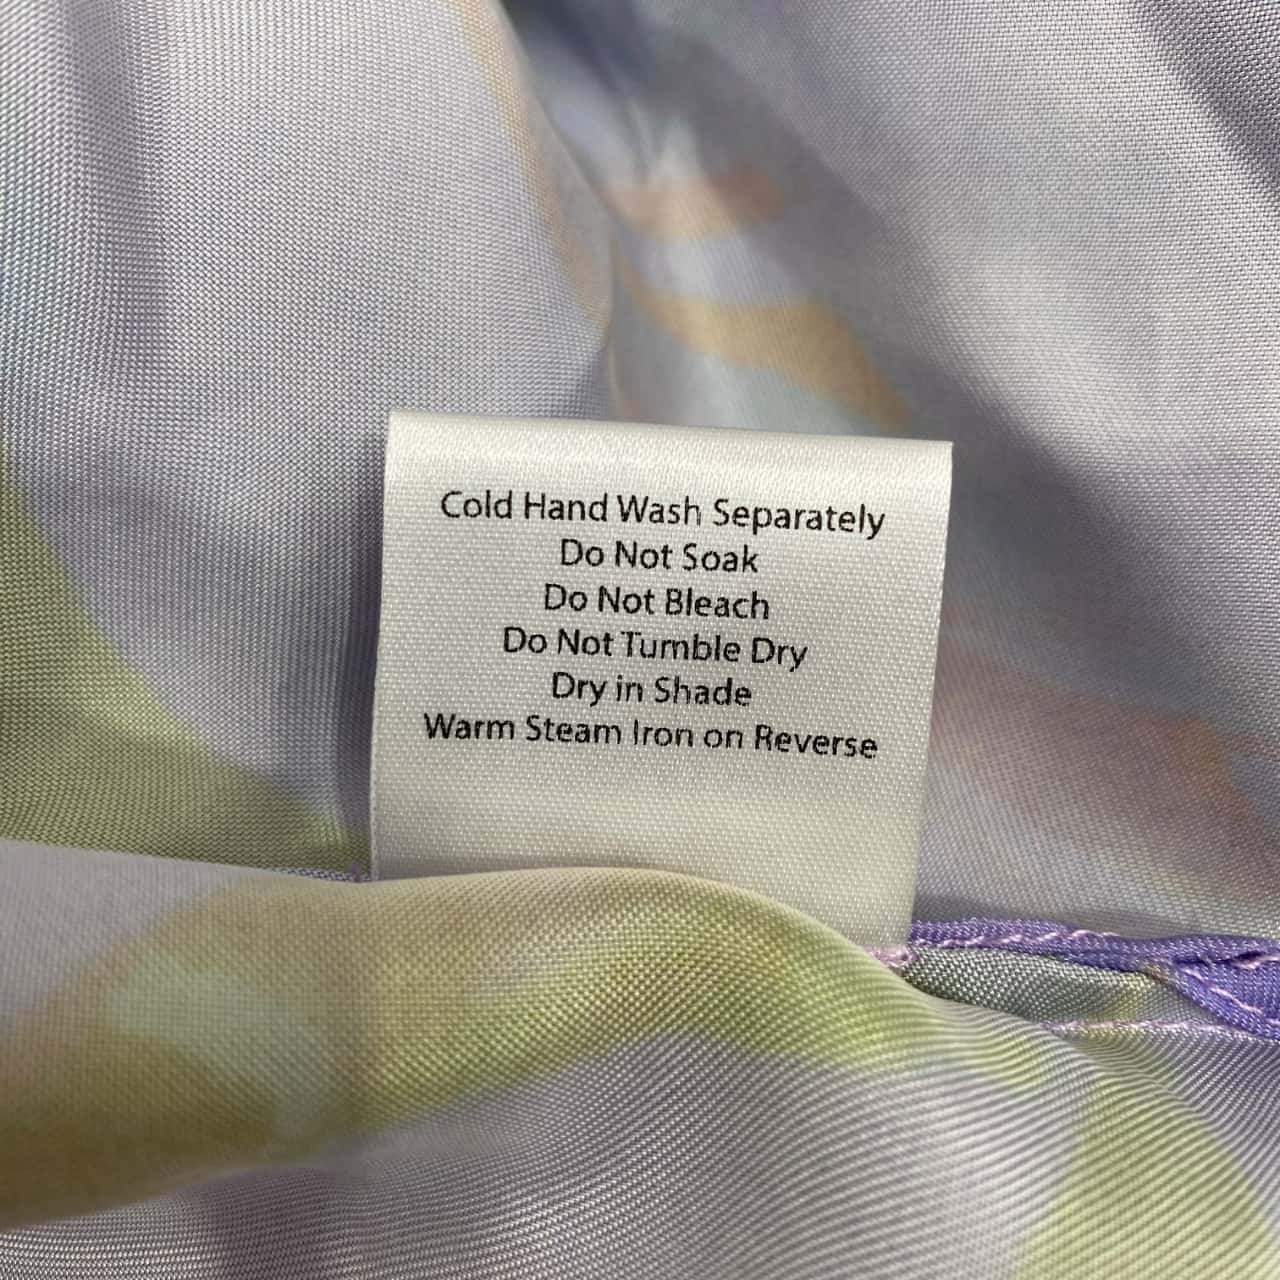 Cold Hand Wash Separately
Do Not Soak
Do Not Bleach
Do Not Tumble Dry
Dry in Shade
Warm Steam Iron on Reverse